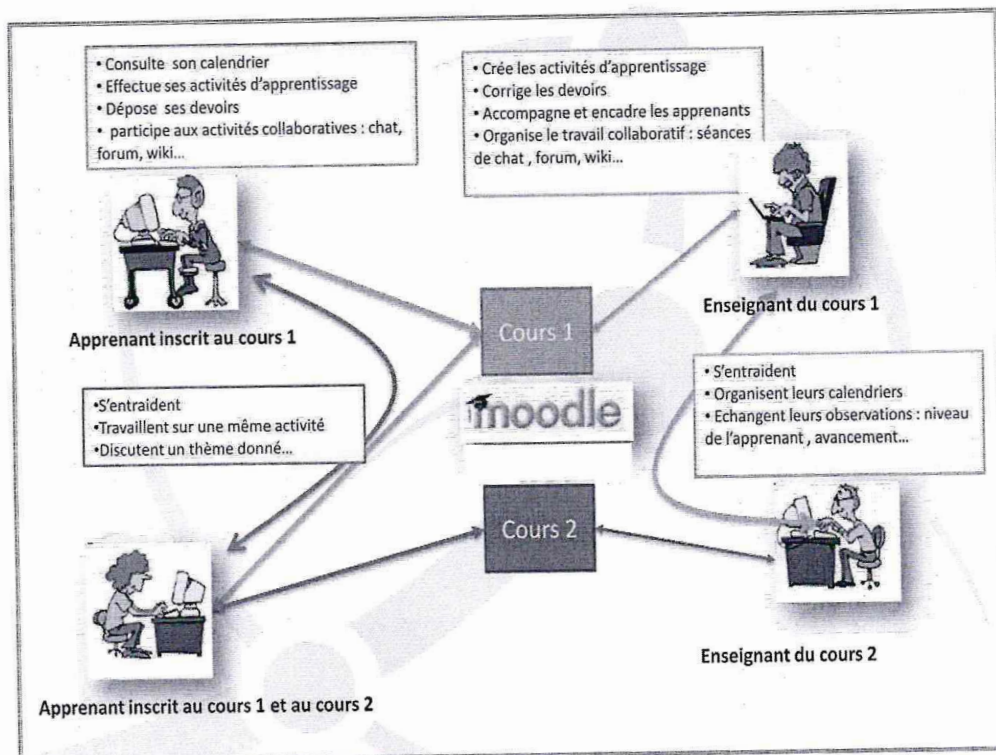 • Consulte son calendrier
• Effectue ses activités d'apprentissage
• Dépose ses devoirs
• participe aux activités collaboratives : chat,
forum, wiki...
• Crée les activités d'apprentissage
• Corrige les devoirs
• Accompagne et encadre les apprenants
• Organise le travail collaboratif : séances
de chat , forum, wiki...
Apprenant inscrit au cours 1
Cours 1
Enseignant du cours 1
moodle
•S'entraident
•Travaillent sur une même activité
•Discutent un thème donné...
• S'entraident
• Organisent leurs calendriers
• Echangent leurs observations : niveau
de l'apprenant , avancement...
Cours 2
Apprenant inscrit au cours 1 et au cours 2
Enseignant du cours 2